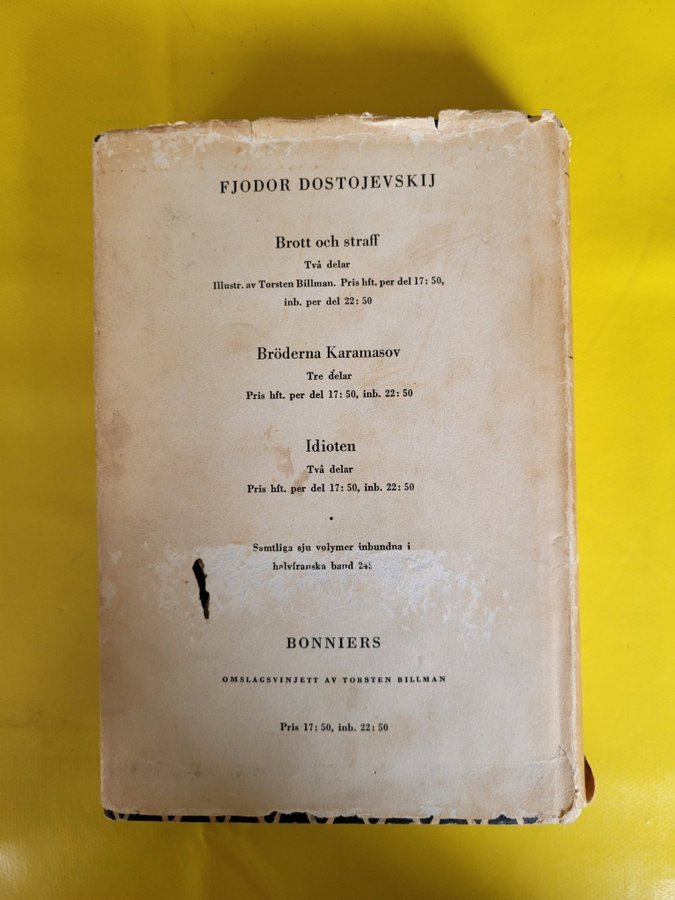 FJODOR DOSTOJEVSKIJ
Brott och straff
Två delar
Illustr. av Torsten Billman. Pris hft. per del 17: 50,
inb. per del 22: 50
Bröderna Karamasov
Tre delar
Pris hft. per del 17: 50, inb. 22: 50
Idioten
Två delar
Pris hft. per del 17: 50, inb. 22: 50
•
Samtliga sju volymer inbundna i
halvfranska band
BONNIERS
OMSLAGSVINJETT AV TORSTEN BILLMAN
Pris 17: 50, inb. 22: 50